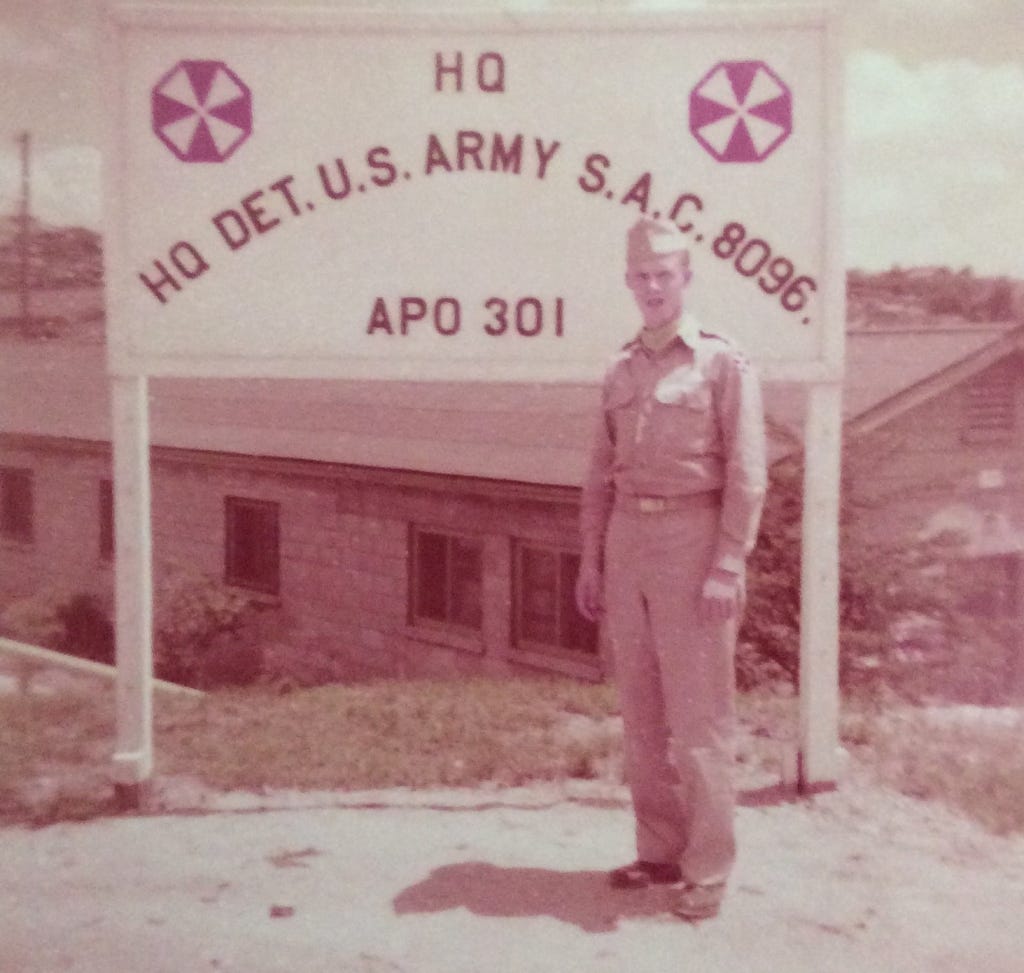 HQ
HQ DET. U.S. ARMY S.A.C. 8096.
APO 301